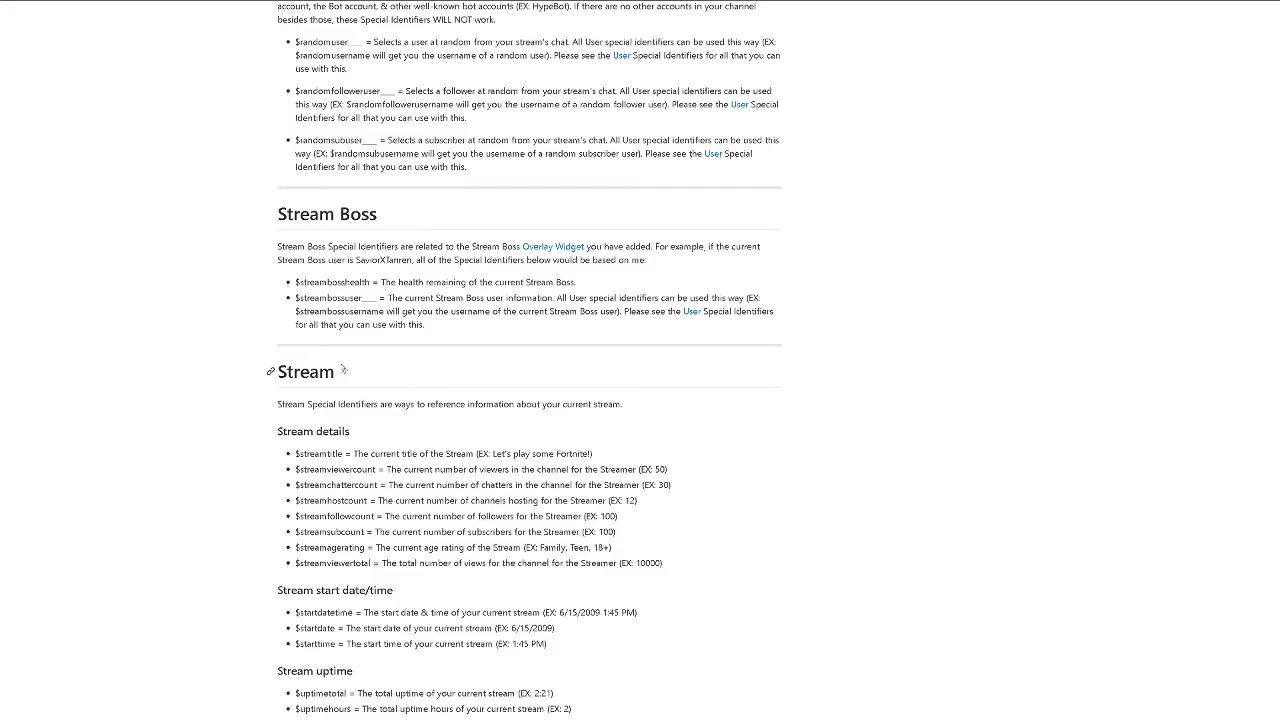 account, the Bot account, & other well-known bot accounts (EX: HypeBot). If there are no other accounts in your channel
besides those, these Special Identifiers WILL NOT work.
• $randomuser___ = Selects a user at random from your stream's chat. All User special identifiers can be used this way (EX:
$randomusername will get you the username of a random user). Please see the User Special Identifiers for all that you can
use with this.
• $randomfolloweruser___ = Selects a follower at random from your stream's chat. All User special identifiers can be used
this way (EX: $randomfollowerusername will get you the username of a random follower user). Please see the User Special
Identifiers for all that you can use with this.
• $randomsubuser___ = Selects a subscriber at random from your stream's chat. All User special identifiers can be used this
way (EX: $randomsubusername will get you the username of a random subscriber user). Please see the User Special
Identifiers for all that you can use with this.
Stream Boss
Stream Boss Special Identifiers are related to the Stream Boss Overlay Widget you have added. For example, if the current
Stream Boss user is SaviorXTanren, all of the Special Identifiers below would be based on me:
• $streambosshealth = The health remaining of the current Stream Boss.
• $streambossuser___ = The current Stream Boss user information. All User special identifiers can be used this way (EX:
$streambossusername will get you the username of the current Stream Boss user). Please see the User Special Identifiers
for all that you can use with this.
Stream
Stream Special Identifiers are ways to reference information about your current stream.
Stream details
• $streamtitle = The current title of the Stream (EX: Let's play some Fortnite!)
• $streamviewercount = The current number of viewers in the channel for the Streamer (EX: 50)
• $streamchattercount = The current number of chatters in the channel for the Streamer (EX: 30)
• $streamhostcount = The current number of channels hosting for the Streamer (EX: 12)
• $streamfollowcount = The current number of followers for the Streamer (EX: 100)
• $streamsubcount = The current number of subscribers for the Streamer (EX: 100)
• $streamagerating = The current age rating of the Stream (EX: Family, Teen, 18+)
• $streamviewertotal = The total number of views for the channel for the Streamer (EX: 10000)
Stream start date/time
• $startdatetime = The start date & time of your current stream (EX: 6/15/2009 1:45 PM)
• $startdate = The start date of your current stream (EX: 6/15/2009)
• $starttime = The start time of your current stream (EX: 1:45 PM)
Stream uptime
• $uptimetotal = The total uptime of your current stream (EX: 2:21)
• $uptimehours = The total uptime hours of your current stream (EX: 2)